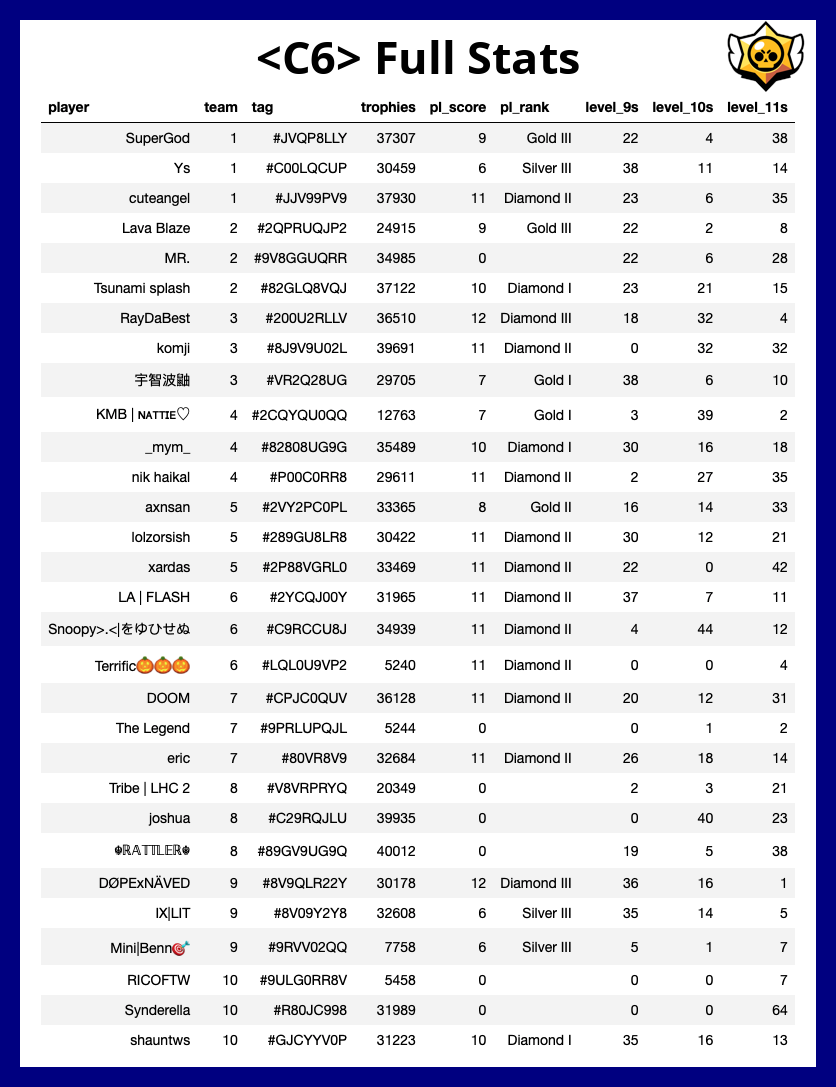 <C6> Full Stats
player team tag trophies pl_score pl_rank level_9s level_10s level_11s
SuperGod 1 #JVQP8LLY 37307 9 Gold III 22 4 38
Ys 1 #C00LQCUP 30459 6 Silver III 38 11 14
cuteangel 1 #JJV99PV9 37930 11 Diamond II 23 6 35
Lava Blaze 2 #2QPRUQJP2 24915 9 Gold III 22 2 8
MR. 2 #9V8GGUQRR 34985 0 22 6 28
Tsunami splash 2 #82GLQ8VQJ 37122 10 Diamond I 23 21 15
RayDaBest 3 #200U2RLLV 36510 12 Diamond III 18 32 4
komji 3 #8J9V9U02L 39691 11 Diamond II 0 32 32
宇智波鼬 3 #VR2Q28UG 29705 7 Gold I 38 6 10
KMB | ɴᴀᴛᴛɪᴇ♡ 4 #2CQYQU0QQ 12763 7 Gold I 3 39 2
_mym_ 4 #82808UG9G 35489 10 Diamond I 30 16 18
nik haikal 4 #P00C0RR8 29611 11 Diamond II 2 27 35
axnsan 5 #2VY2PC0PL 33365 8 Gold II 16 14 33
lolzorsish 5 #289GU8LR8 30422 11 Diamond II 30 12 21
xardas 5 #2P88VGRL0 33469 11 Diamond II 22 0 42
LA | FLASH 6 #2YCQJ00Y 31965 11 Diamond II 37 7 11
Snoopy>.<|をゆひせぬ 6 #C9RCCU8J 34939 11 Diamond II 4 44 12
Terrific🎃🎃🎃 6 #LQL0U9VP2 5240 11 Diamond II 0 0 4
DOOM 7 #CPJC0QUV 36128 11 Diamond II 20 12 31
The Legend 7 #9PRLUPQJL 5244 0 0 1 2
eric 7 #80VR8V9 32684 11 Diamond II 26 18 14
Tribe | LHC 2 8 #V8VRPRYQ 20349 0 2 3 21
joshua 8 #C29RQJLU 39935 0 0 40 23
☬ℝ𝔸𝕋𝕋𝕃𝔼ℝ☬ 8 #89GV9UG9Q 40012 0 19 5 38
DØPExNÄVED 9 #8V9QLR22Y 30178 12 Diamond III 36 16 1
IX|LIT 9 #8V09Y2Y8 32608 6 Silver III 35 14 5
Mini|Benn🎯 9 #9RVV02QQ 7758 6 Silver III 5 1 7
RICOFTW 10 #9ULG0RR8V 5458 0 0 0 7
Synderella 10 #R80JC998 31989 0 0 0 64
shauntws 10 #GJCYYV0P 31223 10 Diamond I 35 16 13